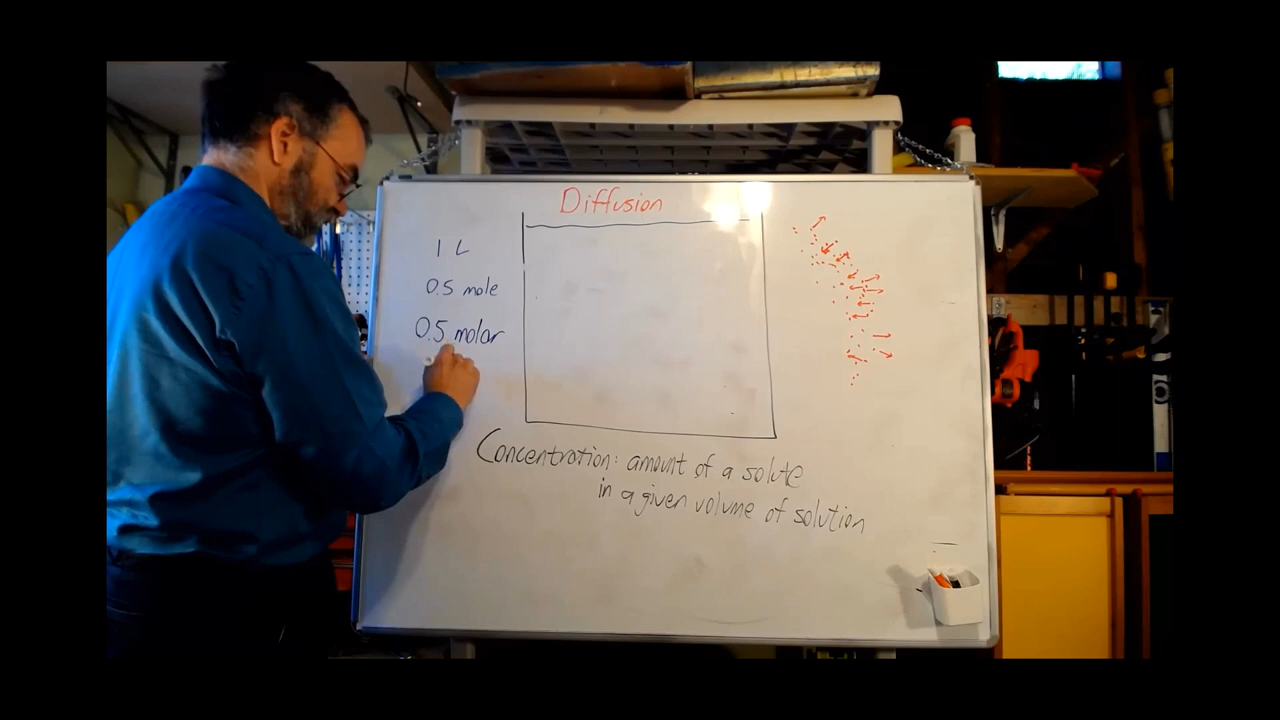 Diffusion
1 L
0.5 mole
0.5 molar
Concentration: amount of a solute
in a given volume of solution